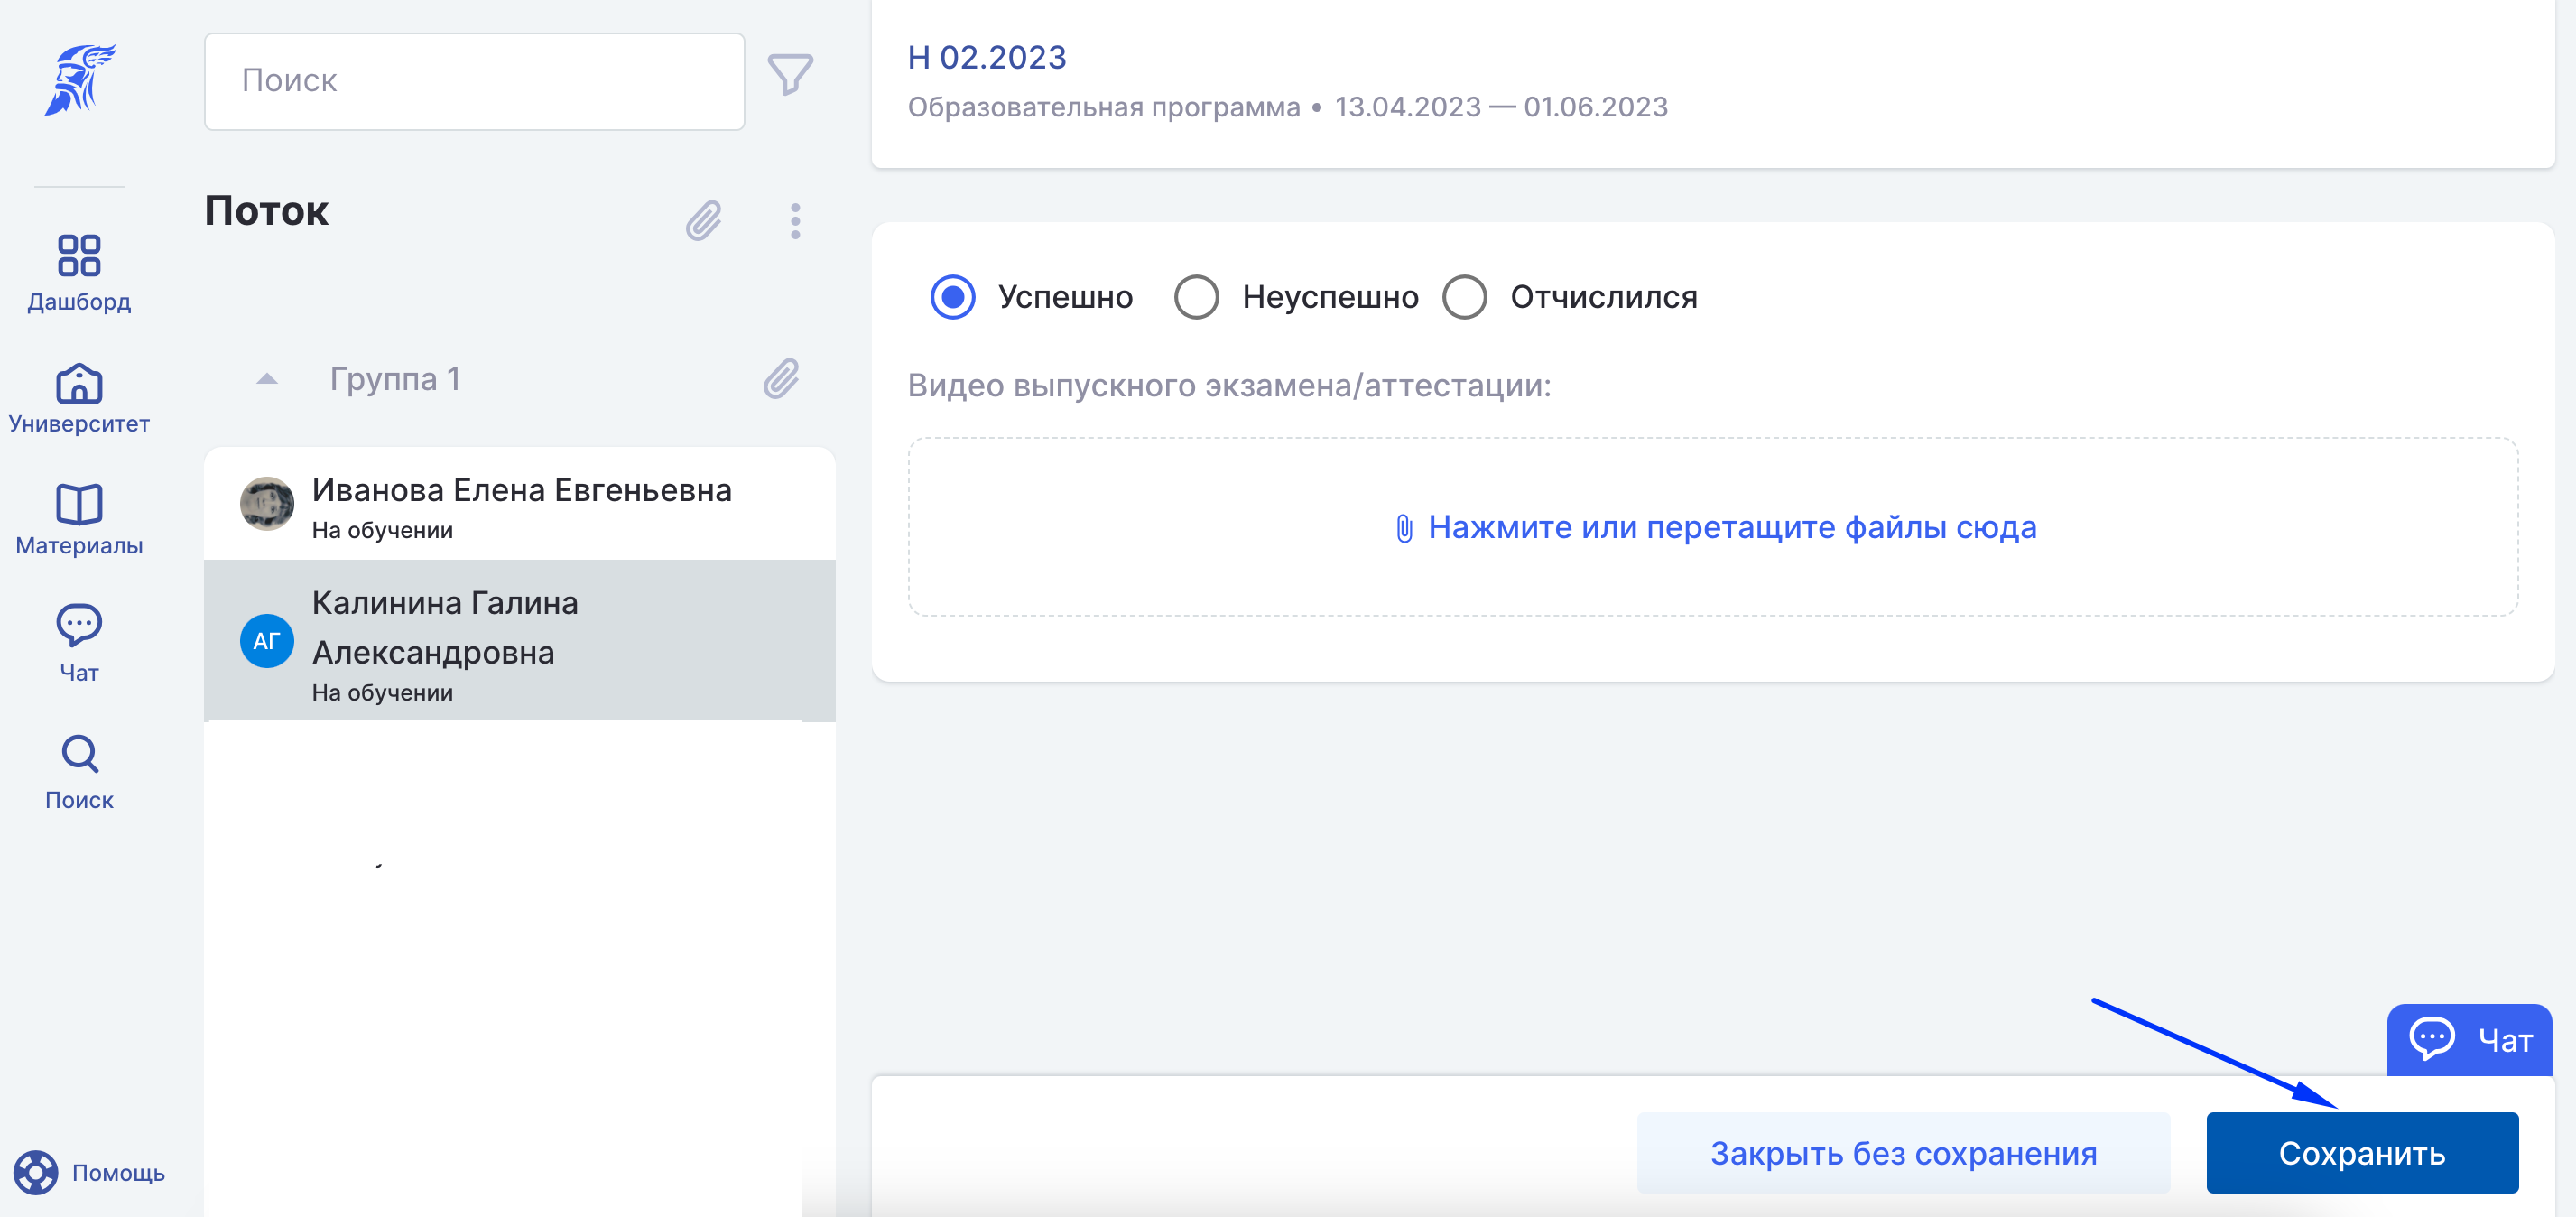 Дашборд
Университет
Материалы
Чат
Поиск
Помощь
Поиск
Поток
Группа 1
Иванова Елена Евгеньевна
На обучении
АГ
Калинина Галина
Александровна
На обучении
Н 02.2023
Образовательная программа • 13.04.2023 — 01.06.2023
Успешно Неуспешно Отчислился
Видео выпускного экзамена/аттестации:
Нажмите или перетащите файлы сюда
Чат
Закрыть без сохранения
Сохранить